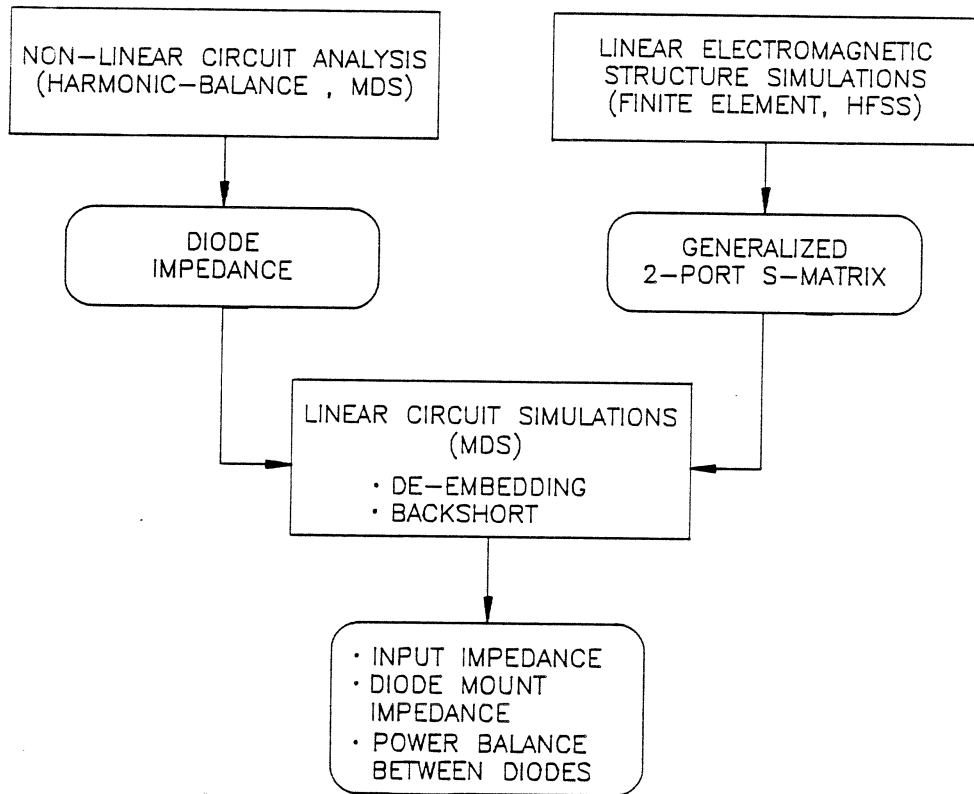 NON-LINEAR CIRCUIT ANALYSIS
(HARMONIC-BALANCE , MDS)
LINEAR ELECTROMAGNETIC
STRUCTURE SIMULATIONS
(FINITE ELEMENT, HFSS)
DIODE
IMPEDANCE
GENERALIZED
2-PORT S-MATRIX
LINEAR CIRCUIT SIMULATIONS
(MDS)
· DE-EMBEDDING
· BACKSHORT
· INPUT IMPEDANCE
· DIODE MOUNT
IMPEDANCE
· POWER BALANCE
BETWEEN DIODES